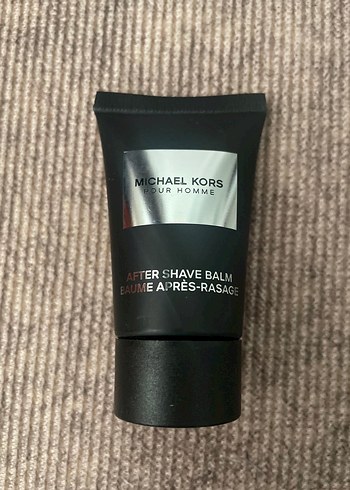 MICHAEL KORS
POUR HOMME
AFTER SHAVE BALM
BAUME APRÈS-RASAGE